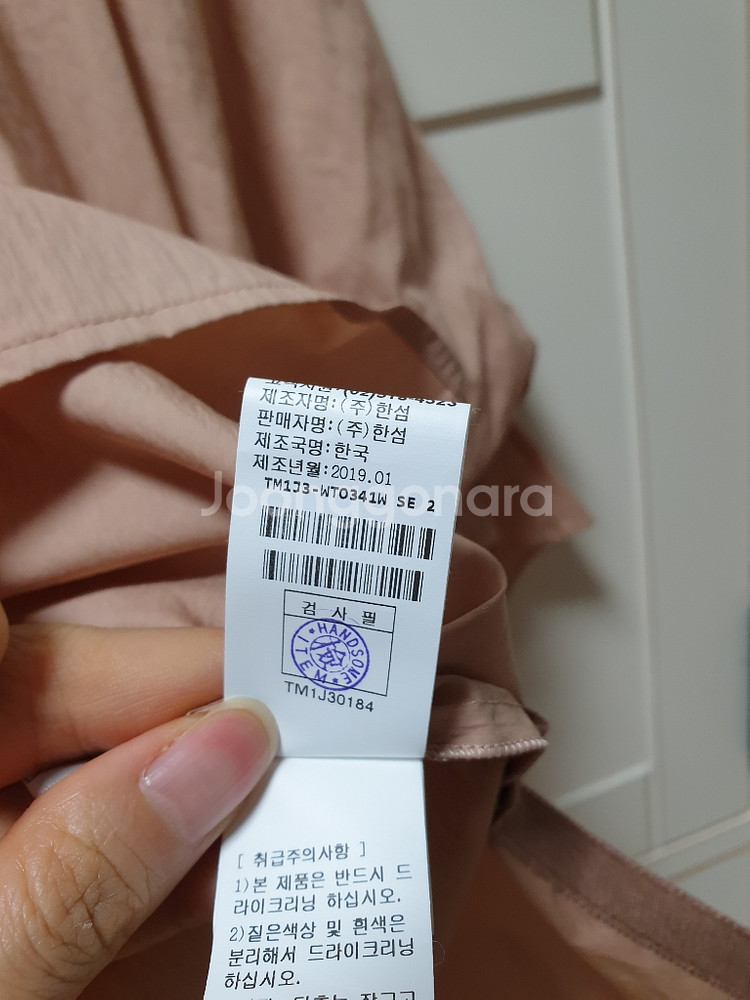 제조자명:(주)한섬
판매자명:(주)한섬
제조국명:한국
제조년월:2019.01
TM1J3-WTO341W SE 2
Joonggonara
검 사 필
HANDSOME
ITEM
TM1J30184
[ 취급주의사항 ]
1)본 제품은 반드시 드
라이크리닝 하십시오.
2)짙은색상 및 흰색은
분리해서 드라이크리닝
하십시오.